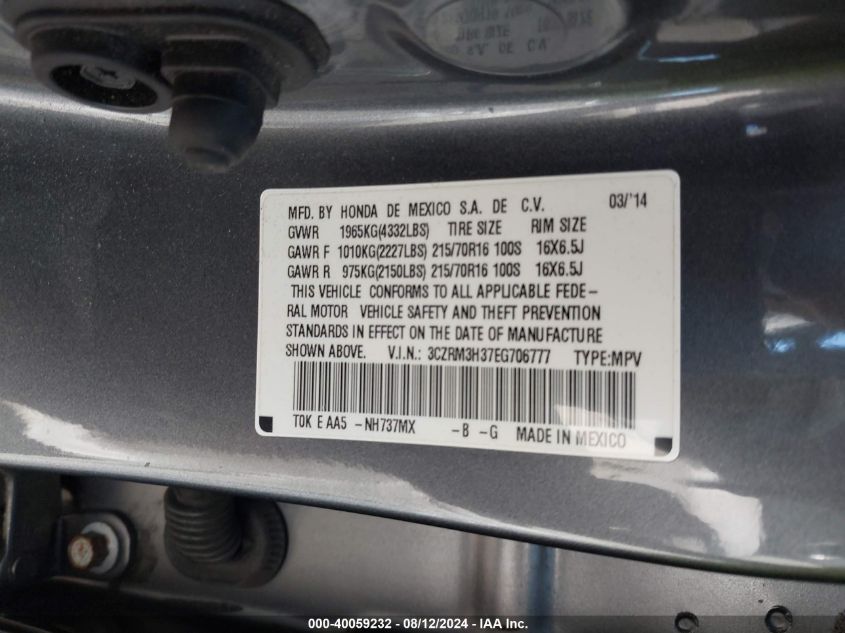 TIRE SIZE
S.A. DE C.V.
MFD. BY HONDA DE MEXICO S.A. DE C.V. 03/'14
GVWR 1965KG(4332LBS) TIRE SIZE RIM SIZE
GAWR F 1010KG(2227LBS) 215/70R16 100S 16X6.5J
GAWR R 975KG(2150LBS) 215/70R16 100S 16X6.5J
THIS VEHICLE CONFORMS TO ALL APPLICABLE FEDE-
RAL MOTOR VEHICLE SAFETY AND THEFT PREVENTION
STANDARDS IN EFFECT ON THE DATE OF MANUFACTURE
SHOWN ABOVE. V.I.N.: 3CZRM3H37EG706777 TYPE:MPV
T0K E AA5 -NH737MX -B -G MADE IN MEXICO
000-40059232 - 08/12/2024 - IAA Inc.